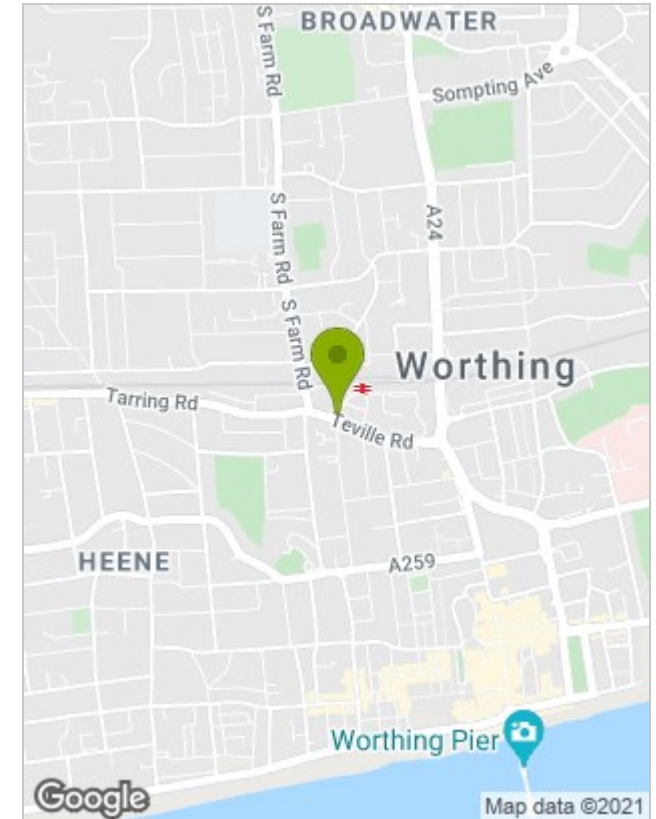 BROADWATER
S Farm Rd
Sompting Ave
S Farm Rd
A24
S Farm Rd
Worthing
Tarring Rd
Teville Rd
A259
HEENE
Worthing Pier
Google
Map data ©2021